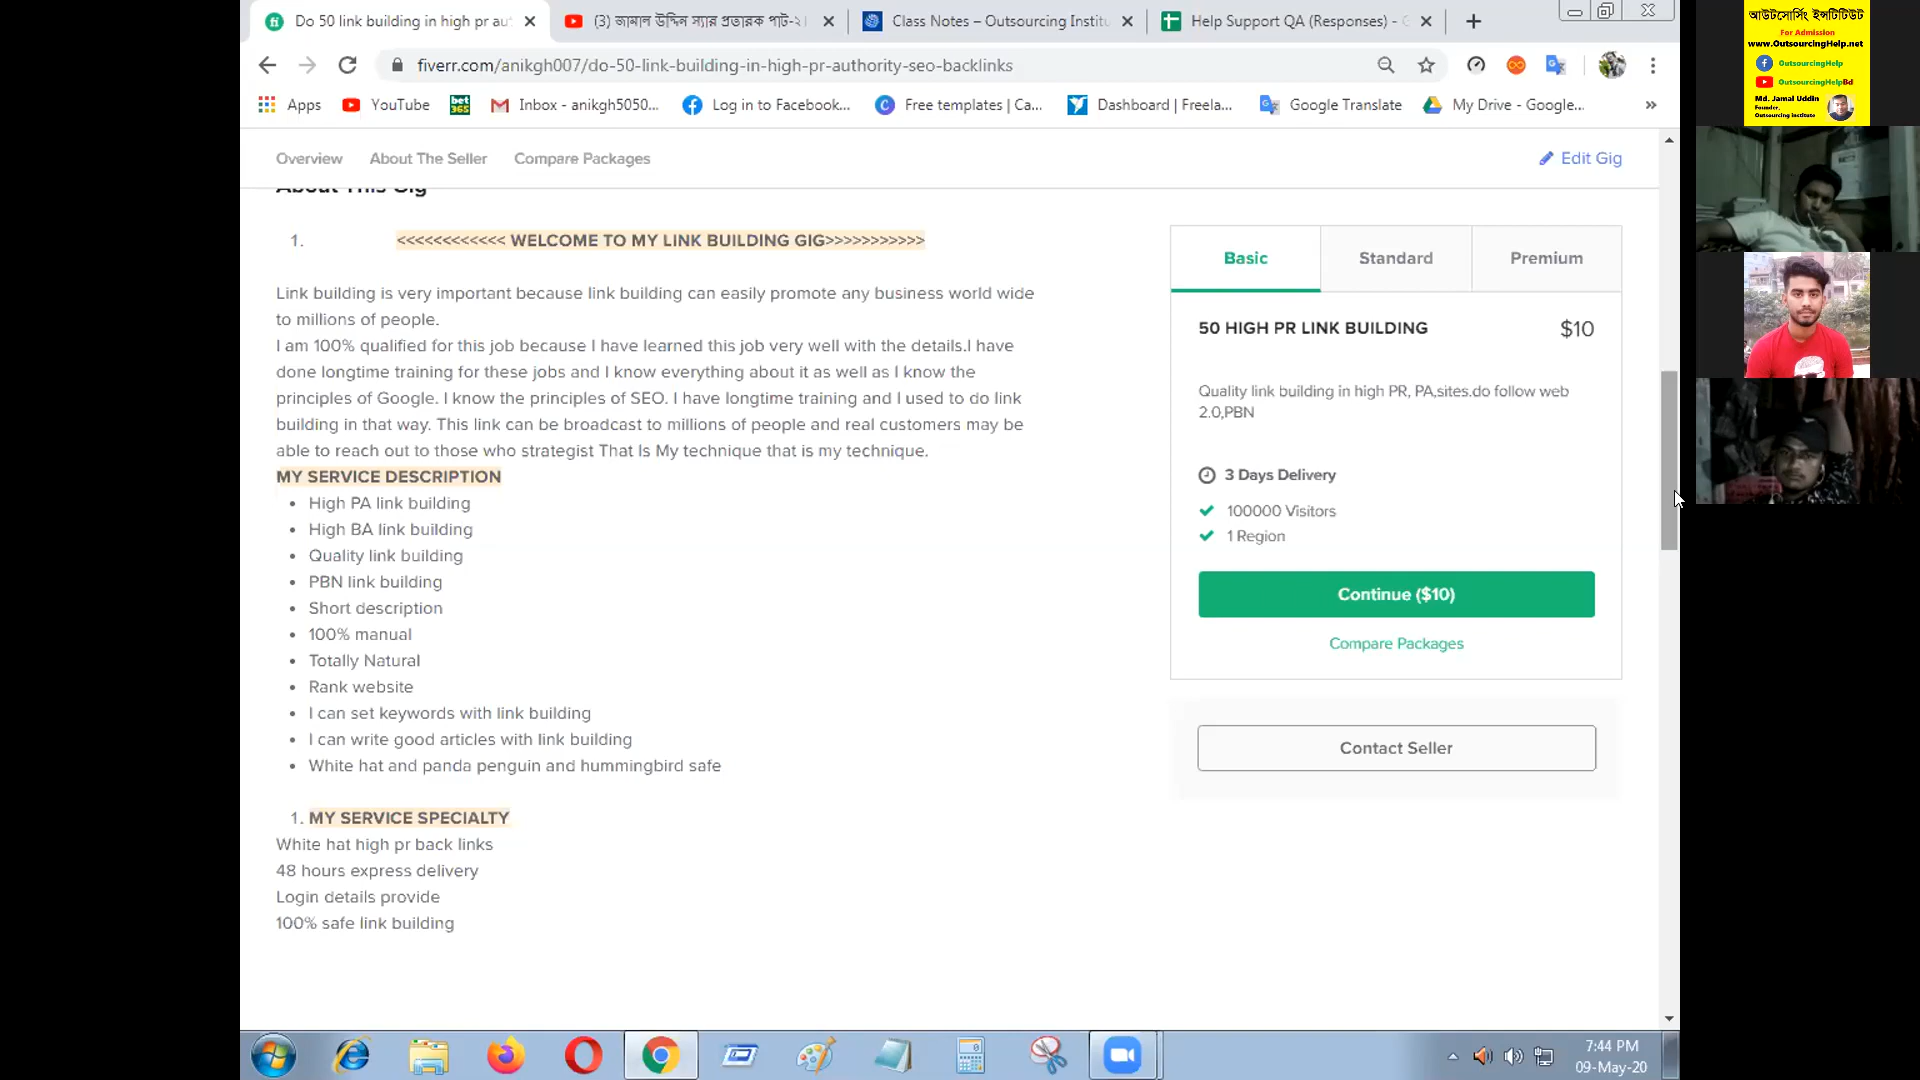 Do 50 link building in high pr aut
(3) জামাল উদ্দিন স্যার প্রতারক পার্ট-২
Class Notes – Outsourcing Institu
Help Support QA (Responses) - G
fiverr.com/anikgh007/do-50-link-building-in-high-pr-authority-seo-backlinks
Apps
YouTube
bet365
Inbox - anikgh5050...
Log in to Facebook...
Free templates | Ca...
Dashboard | Freela...
Google Translate
My Drive - Google...
»
Overview
About The Seller
Compare Packages
Edit Gig
About This Gig
1. <<<<<<<<<<<< WELCOME TO MY LINK BUILDING GIG>>>>>>>>>>>
Link building is very important because link building can easily promote any business world wide
to millions of people.
I am 100% qualified for this job because I have learned this job very well with the details.I have
done longtime training for these jobs and I know everything about it as well as I know the
principles of Google. I know the principles of SEO. I have longtime training and I used to do link
building in that way. This link can be broadcast to millions of people and real customers may be
able to reach out to those who strategist That Is My technique that is my technique.
MY SERVICE DESCRIPTION
• High PA link building
• High BA link building
• Quality link building
• PBN link building
• Short description
• 100% manual
• Totally Natural
• Rank website
• I can set keywords with link building
• I can write good articles with link building
• White hat and panda penguin and hummingbird safe
1. MY SERVICE SPECIALTY
White hat high pr back links
48 hours express delivery
Login details provide
100% safe link building
Basic
Standard
Premium
50 HIGH PR LINK BUILDING
$10
Quality link building in high PR, PA,sites.do follow web
2.0,PBN
3 Days Delivery
100000 Visitors
1 Region
Continue ($10)
Compare Packages
Contact Seller
আউটসোর্সিং ইন্সটিটিউট
For Admission
www.OutsourcingHelp.net
OutsourcingHelp
OutsourcingHelpBd
Md. Jamal Uddin
Founder,
Outsourcing Institute
7:44 PM
09-May-20